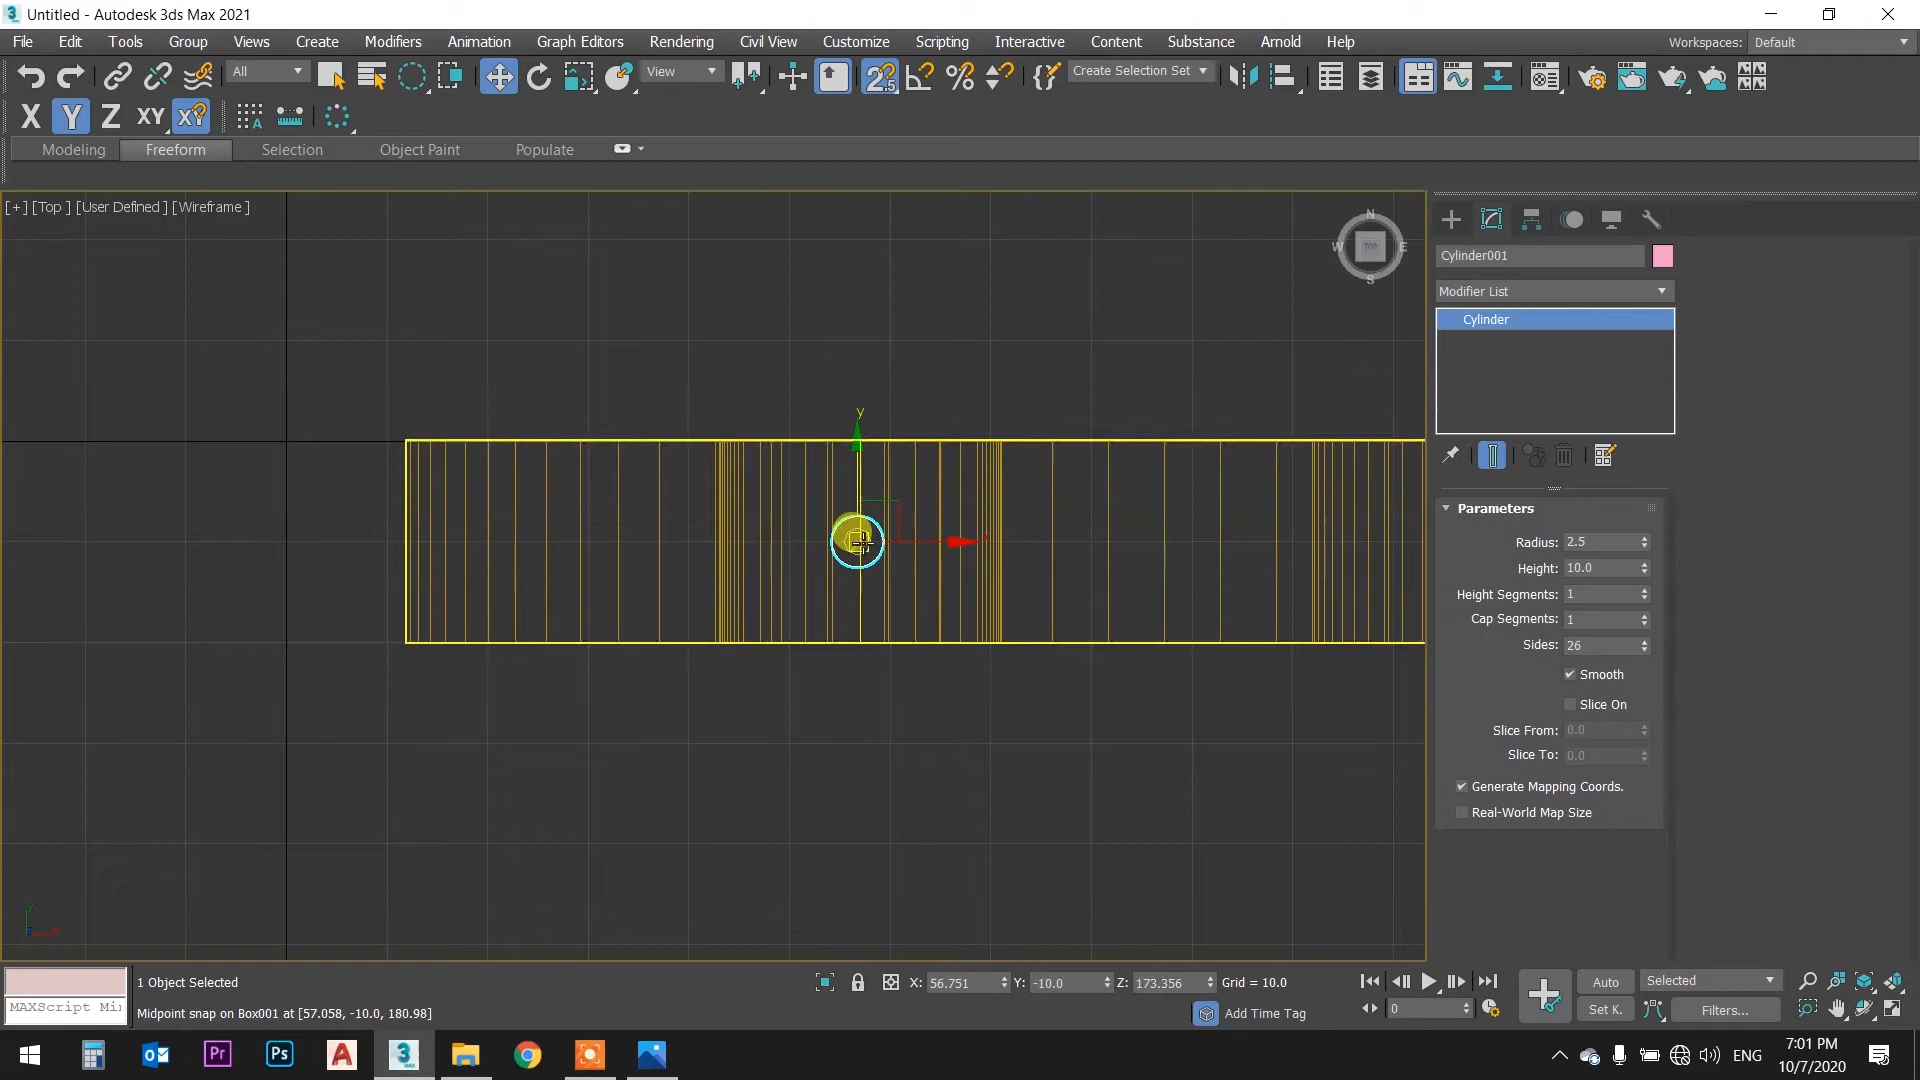 Untitled - Autodesk 3ds Max 2021
File Edit Tools Group Views Create Modifiers Animation Graph Editors Rendering Civil View Customize Scripting Interactive Content Substance Arnold Help Workspaces: Default
All View Create Selection Set
X Y Z XY XY
Modeling Freeform Selection Object Paint Populate
[+] [Top ] [User Defined ] [Wireframe ]
N
W TOP E
S
Cylinder001
Modifier List
Cylinder
y
Parameters
Radius: 2.5
Height: 10.0
Height Segments: 1
Cap Segments: 1
Sides: 26
Smooth
Slice On
Slice From: 0.0
Slice To: 0.0
Generate Mapping Coords.
Real-World Map Size
y
z x
1 Object Selected X: 56.751 Y: -10.0 Z: 173.356 Grid = 10.0 Auto Selected
MAXScript Mi Midpoint snap on Box001 at [57.058, -10.0, 180.98] Add Time Tag 0 Set K. Filters...
ENG 7:01 PM
10/7/2020